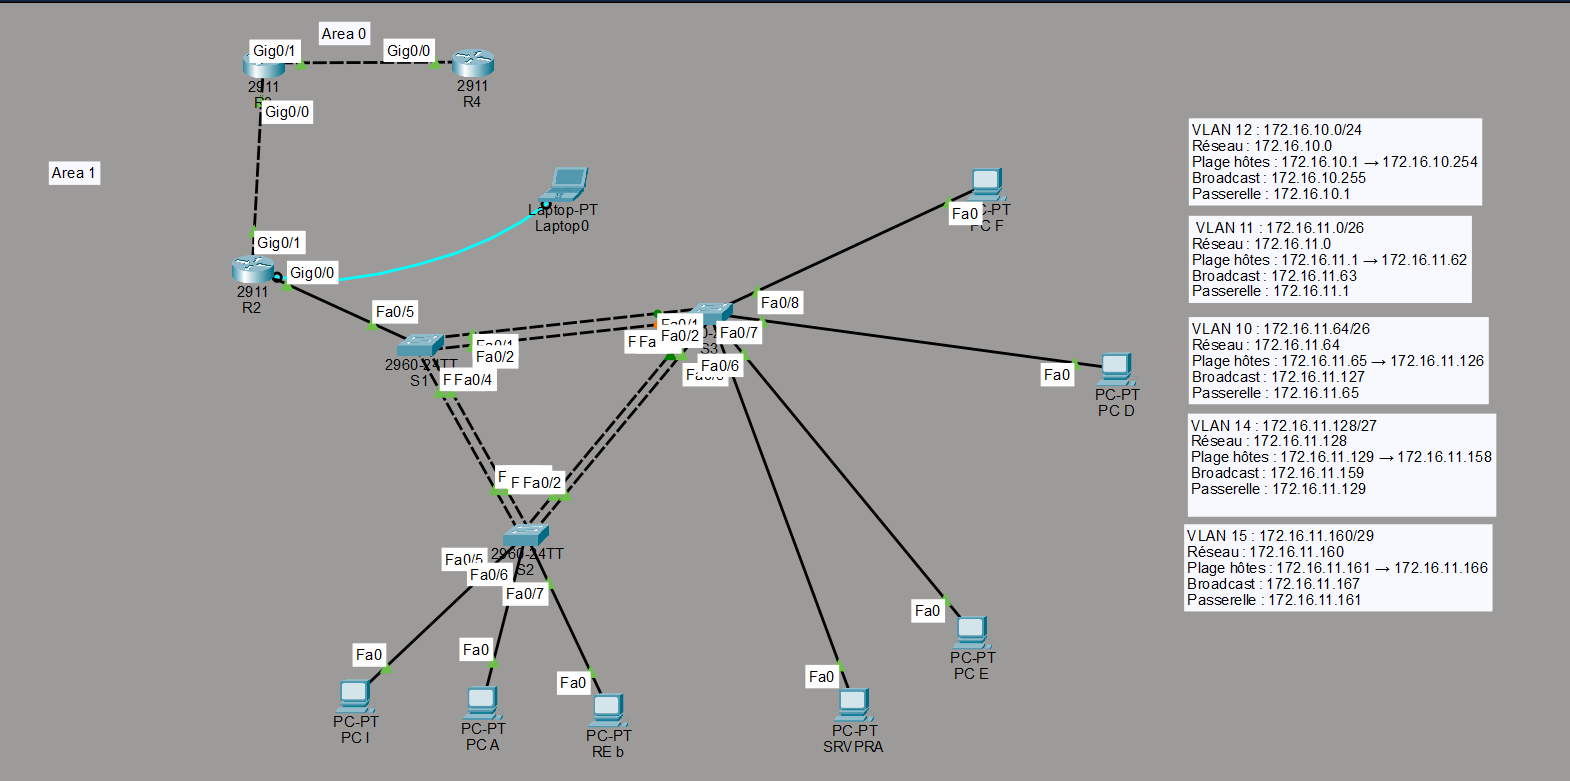 Area 0
Gig0/1
Gig0/0
2911
2911
R4
Gig0/0
Area 1
Laptop-PT
Laptop0
Gig0/1
Gig0/0
2911
R2
Fa0/5
Fa0/1
Fa0/2
2960-24TT
S1
Fa0/4
Fa0/8
Fa0/1
Fa0/2
Fa0/7
S3
Fa0/6
Fa0
PC F
Fa0
PC-PT
PC D
Fa0/2
2960-24TT
S2
Fa0/5
Fa0/6
Fa0/7
Fa0
PC-PT
PC I
Fa0
PC-PT
PC A
Fa0
PC-PT
RE b
Fa0
PC-PT
SRV PRA
Fa0
PC-PT
PC E
VLAN 12 : 172.16.10.0/24
Réseau : 172.16.10.0
Plage hôtes : 172.16.10.1 → 172.16.10.254
Broadcast : 172.16.10.255
Passerelle : 172.16.10.1
VLAN 11 : 172.16.11.0/26
Réseau : 172.16.11.0
Plage hôtes : 172.16.11.1 → 172.16.11.62
Broadcast : 172.16.11.63
Passerelle : 172.16.11.1
VLAN 10 : 172.16.11.64/26
Réseau : 172.16.11.64
Plage hôtes : 172.16.11.65 → 172.16.11.126
Broadcast : 172.16.11.127
Passerelle : 172.16.11.65
VLAN 14 : 172.16.11.128/27
Réseau : 172.16.11.128
Plage hôtes : 172.16.11.129 → 172.16.11.158
Broadcast : 172.16.11.159
Passerelle : 172.16.11.129
VLAN 15 : 172.16.11.160/29
Réseau : 172.16.11.160
Plage hôtes : 172.16.11.161 → 172.16.11.166
Broadcast : 172.16.11.167
Passerelle : 172.16.11.161